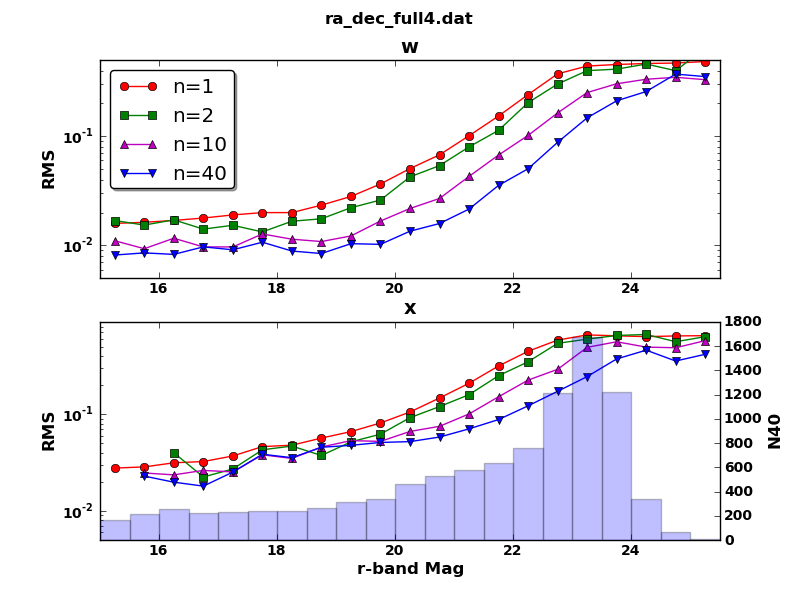 ra_dec_full4.dat
w
n=1
n=2
n=10
n=40
RMS
10^-1
10^-2
16 18 20 22 24
x
RMS
10^-1
10^-2
1800
1600
1400
1200
1000
800
600
400
200
0
N40
16 18 20 22 24
r-band Mag